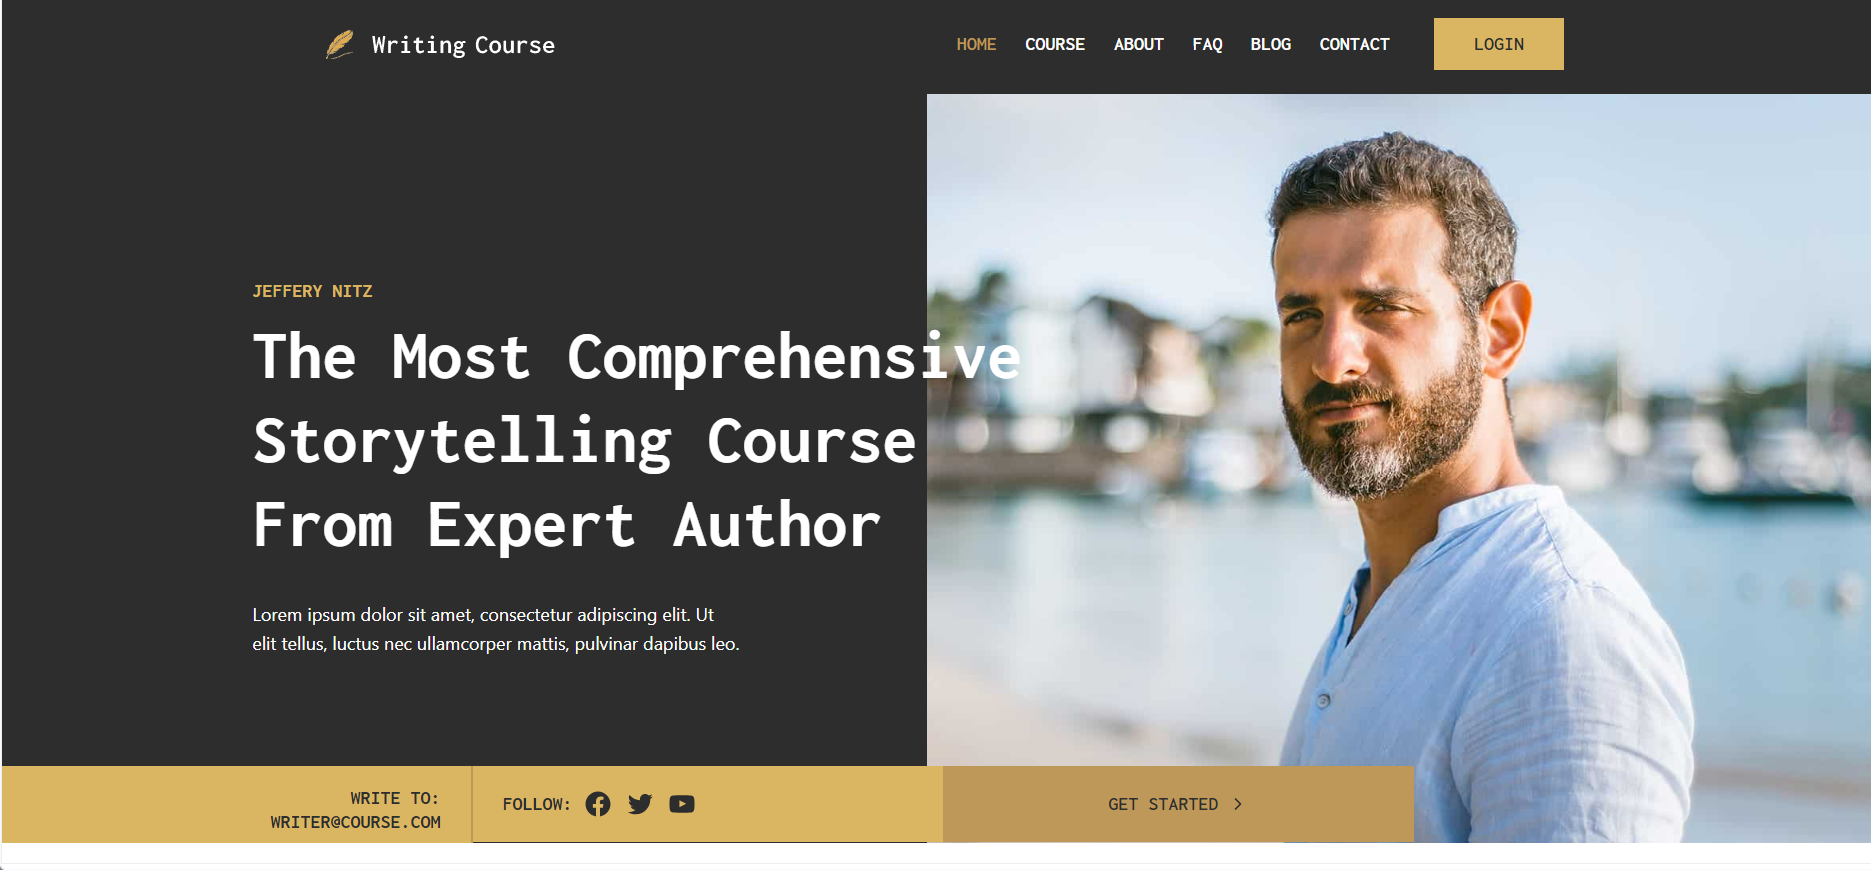 Writing Course
HOME COURSE ABOUT FAQ BLOG CONTACT LOGIN
JEFFERY NITZ
The Most Comprehensive
Storytelling Course
From Expert Author
Lorem ipsum dolor sit amet, consectetur adipiscing elit. Ut
elit tellus, luctus nec ullamcorper mattis, pulvinar dapibus leo.
WRITE TO:
WRITER@COURSE.COM
FOLLOW:
GET STARTED